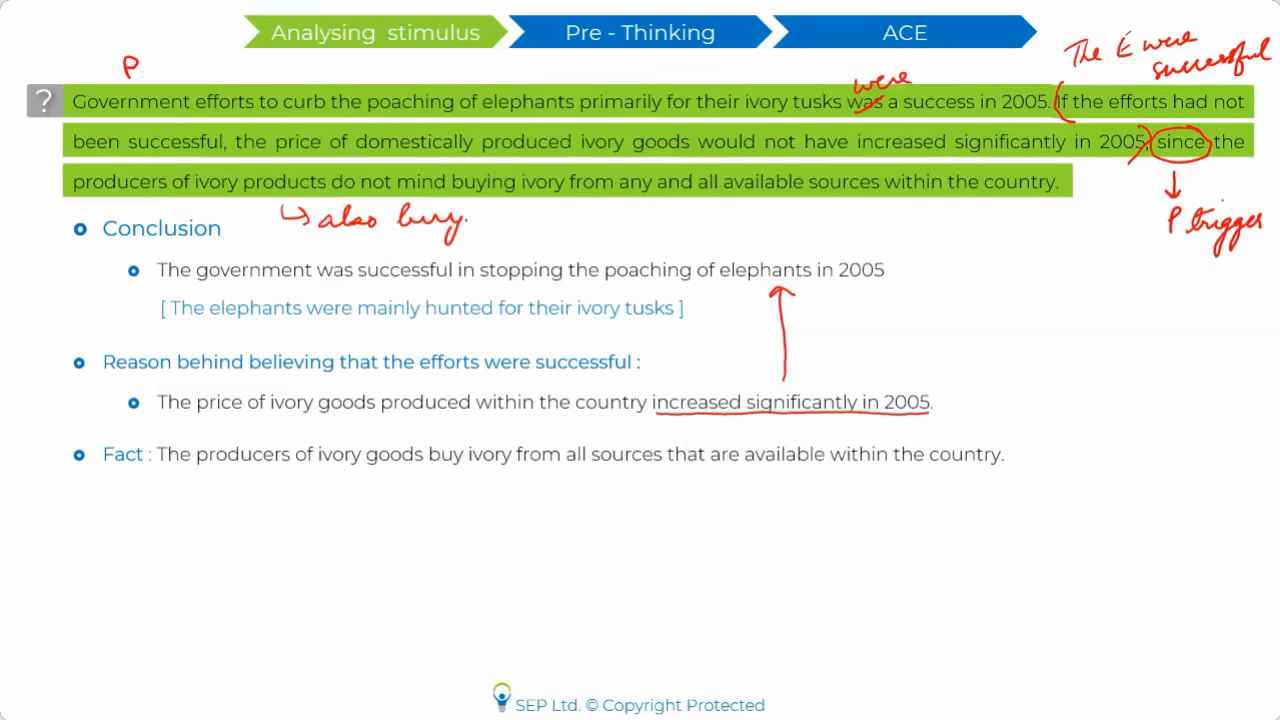 Analysing stimulus
Pre - Thinking
ACE
The E were
successful
P
were
? Government efforts to curb the poaching of elephants primarily for their ivory tusks was a success in 2005. If the efforts had not
been successful, the price of domestically produced ivory goods would not have increased significantly in 2005, since the
producers of ivory products do not mind buying ivory from any and all available sources within the country.
also buy.
P trigger
Conclusion
The government was successful in stopping the poaching of elephants in 2005
[ The elephants were mainly hunted for their ivory tusks ]
Reason behind believing that the efforts were successful :
The price of ivory goods produced within the country increased significantly in 2005.
Fact : The producers of ivory goods buy ivory from all sources that are available within the country.
SEP Ltd. © Copyright Protected